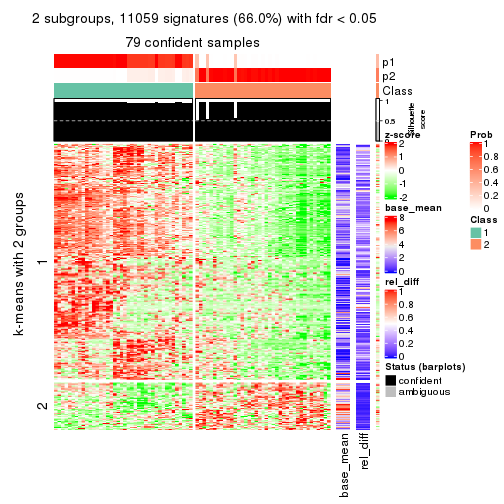 2 subgroups, 11059 signatures (66.0%) with fdr < 0.05
79 confident samples
p1
p2
Class
1
0.5
0
Silhouette
score
k-means with 2 groups
1
2
base_mean
rel_diff
z-score
2
1
0
-1
-2
base_mean
8
6
4
2
0
rel_diff
1
0.8
0.6
0.4
0.2
0
Status (barplots)
confident
ambiguous
Prob
1
0.8
0.6
0.4
0.2
0
Class
1
2